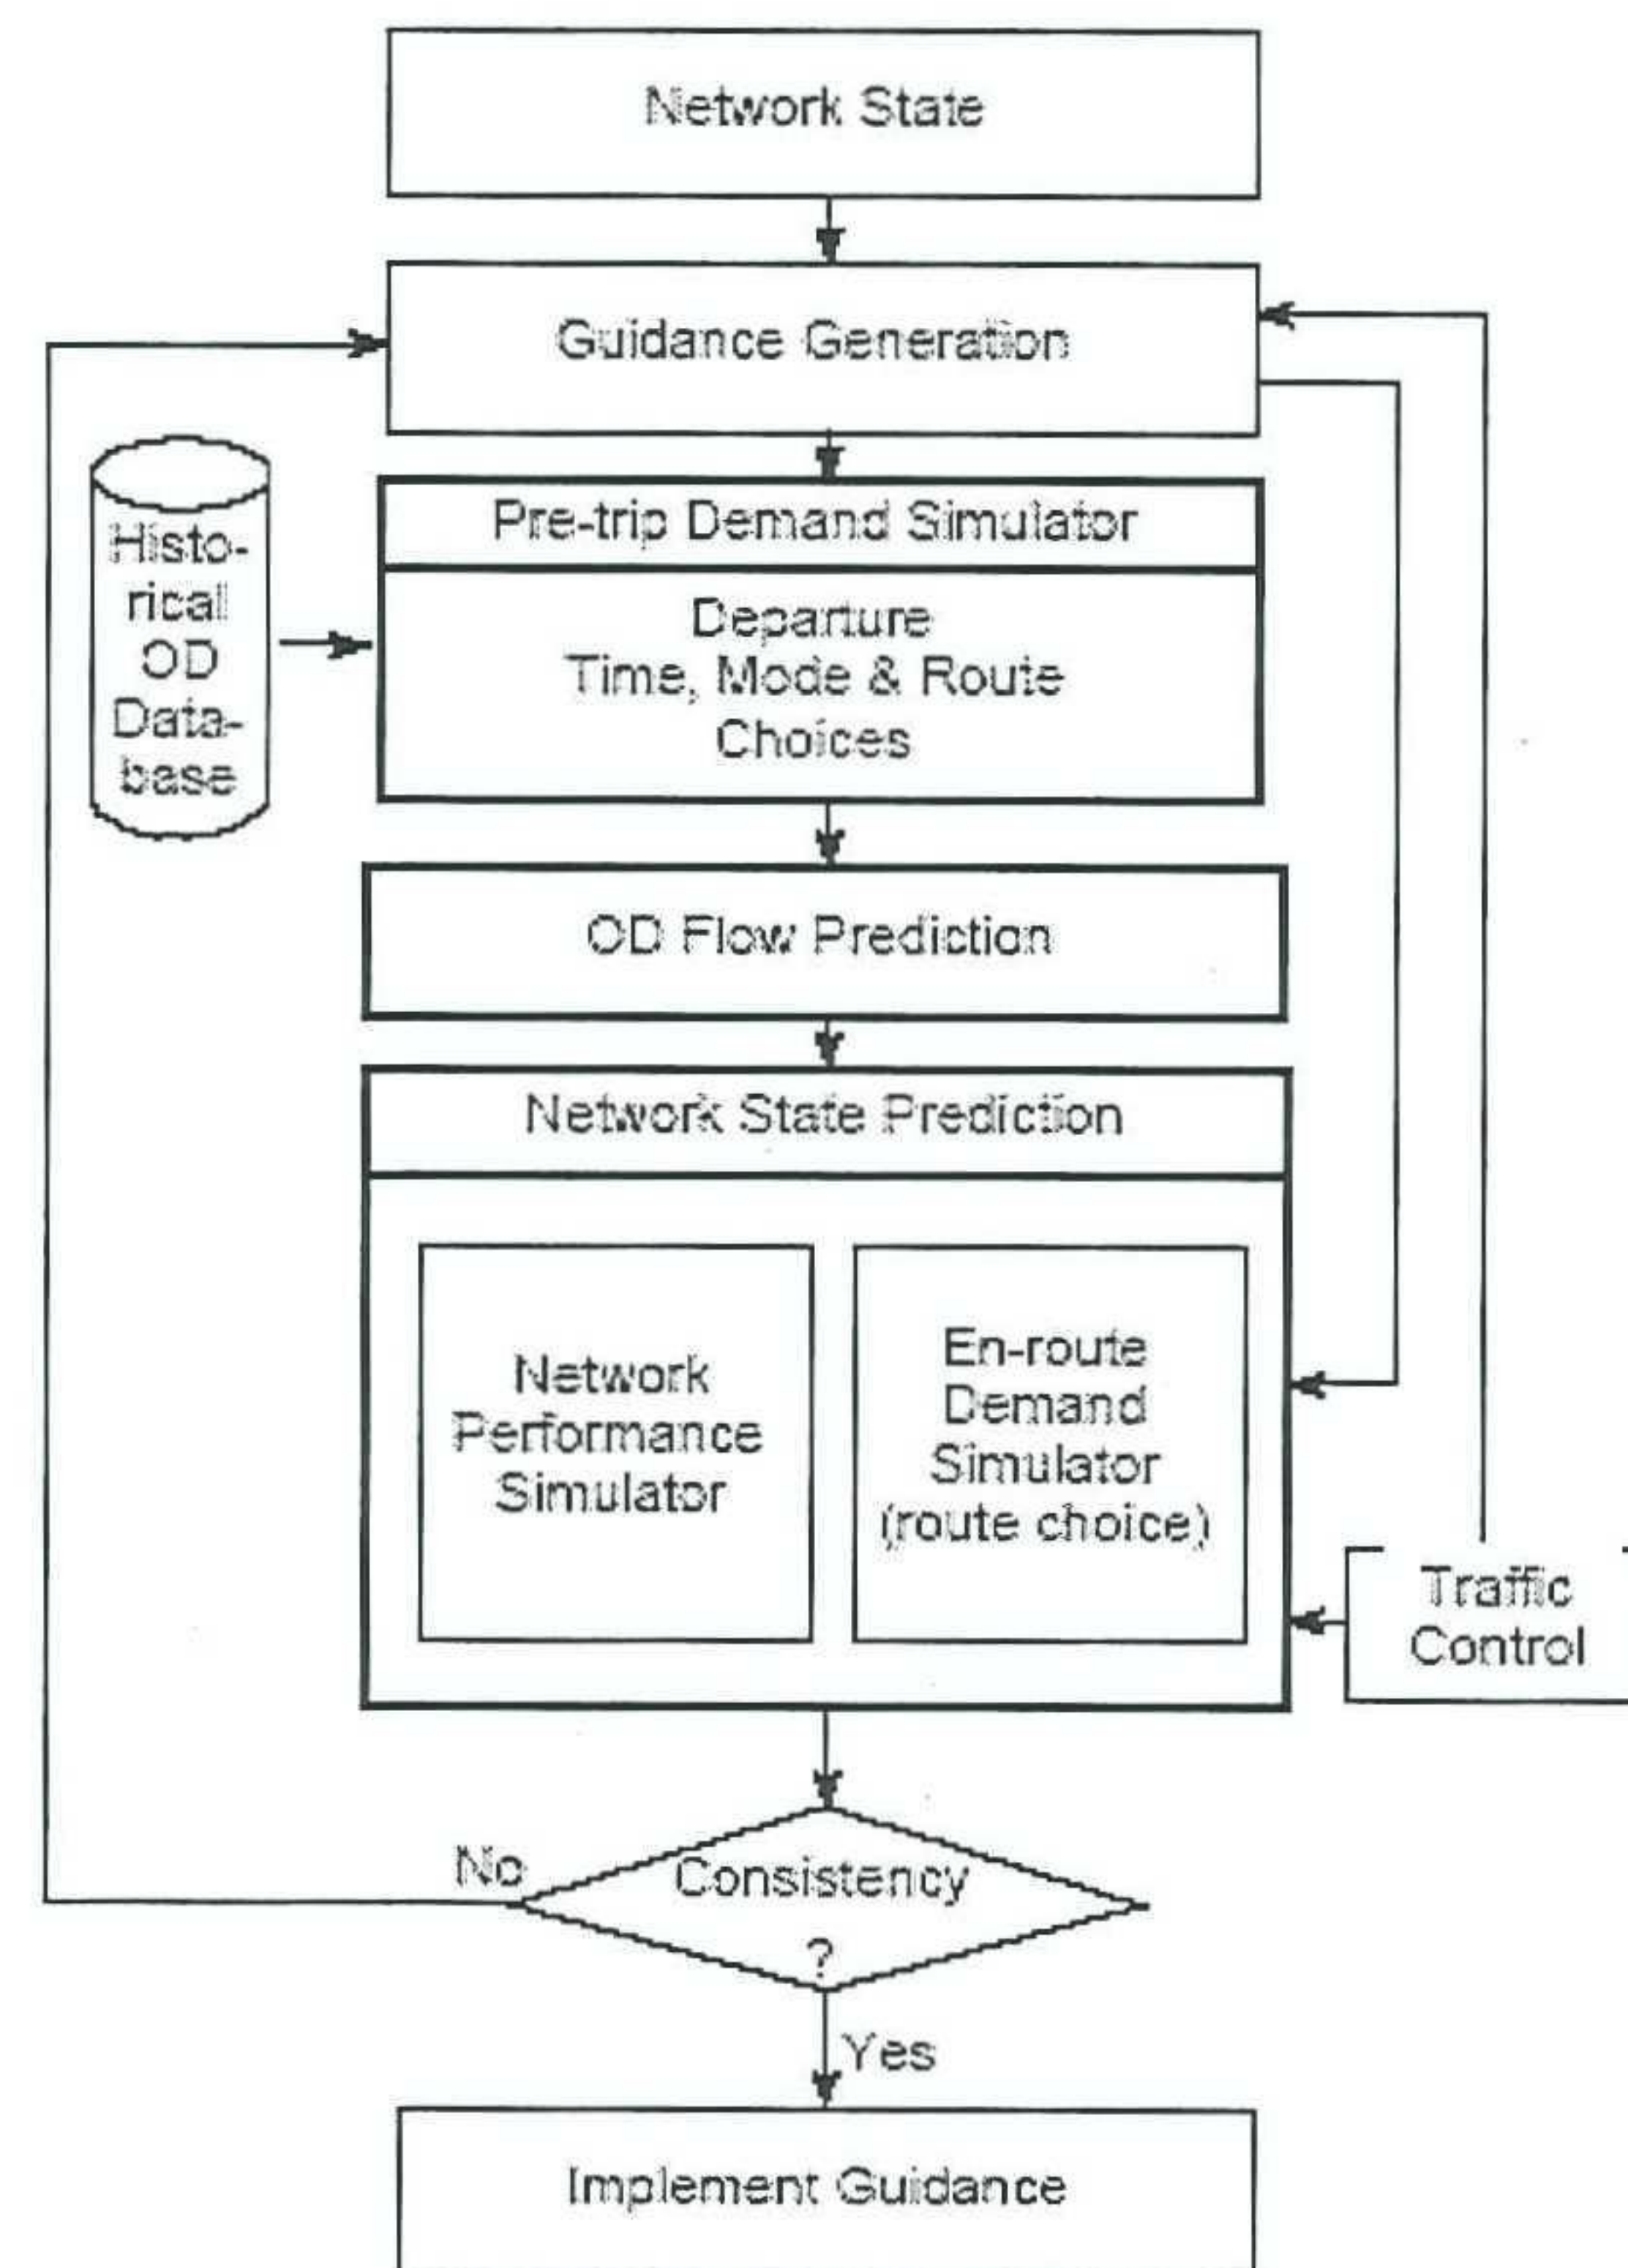 Network State
Guidance Generation
Pre-trip Demand Simulator
Histo-
rical
OD
Data-
base
Departure
Time, Mode & Route
Choices
OD Flow Prediction
Network State Prediction
Network
Performance
Simulator
En-route
Demand
Simulator
(route choice)
Traffic
Control
No
Consistency
?
Yes
Implement Guidance